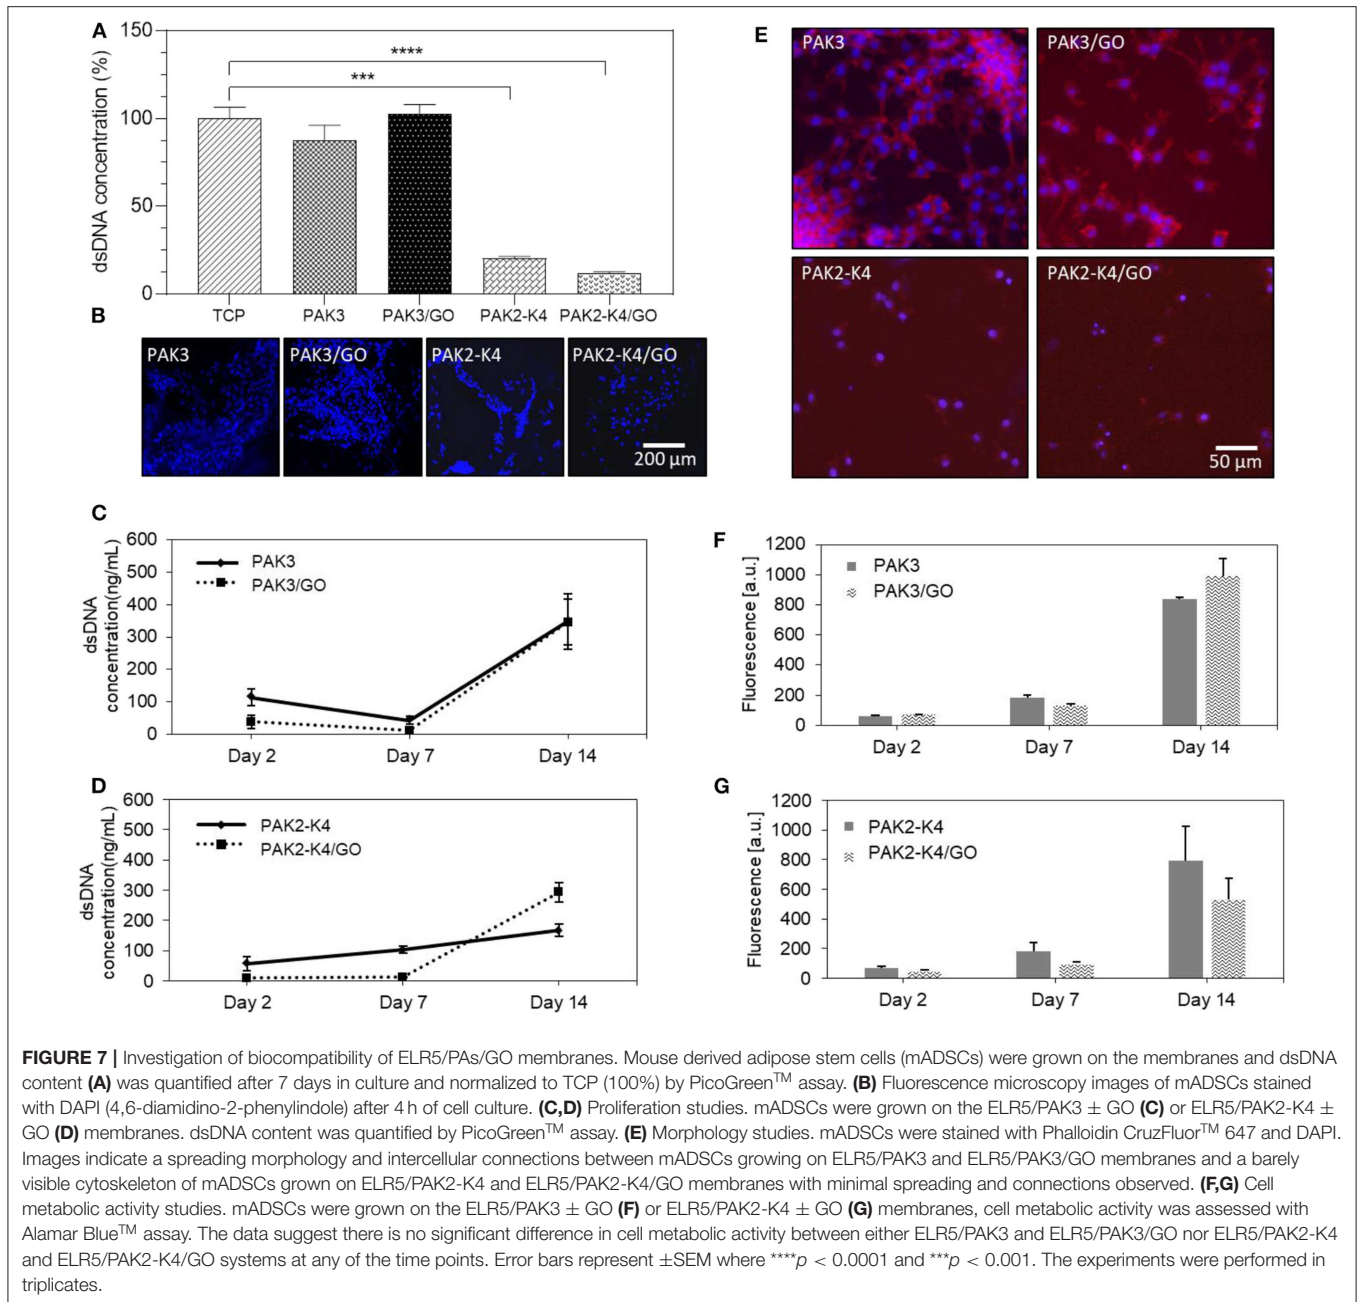 A
dsDNA concentration (%)
150
100
50
0
****
***
TCP PAK3 PAK3/GO PAK2-K4 PAK2-K4/GO
B
PAK3 PAK3/GO PAK2-K4 PAK2-K4/GO
200 µm
E
PAK3 PAK3/GO
PAK2-K4 PAK2-K4/GO
50 µm
C
dsDNA
concentration(ng/mL)
600
500
400
300
200
100
0
PAK3
PAK3/GO
Day 2 Day 7 Day 14
D
dsDNA
concentration(ng/mL)
600
500
400
300
200
100
0
PAK2-K4
PAK2-K4/GO
Day 2 Day 7 Day 14
F
Fluorescence [a.u.]
1200
1000
800
600
400
200
0
PAK3
PAK3/GO
Day 2 Day 7 Day 14
G
Fluorescence [a.u.]
1200
1000
800
600
400
200
0
PAK2-K4
PAK2-K4/GO
Day 2 Day 7 Day 14
FIGURE 7 | Investigation of biocompatibility of ELR5/PAs/GO membranes. Mouse derived adipose stem cells (mADSCs) were grown on the membranes and dsDNA
content (A) was quantified after 7 days in culture and normalized to TCP (100%) by PicoGreen™ assay. (B) Fluorescence microscopy images of mADSCs stained
with DAPI (4,6-diamidino-2-phenylindole) after 4 h of cell culture. (C,D) Proliferation studies. mADSCs were grown on the ELR5/PAK3 ± GO (C) or ELR5/PAK2-K4 ±
GO (D) membranes. dsDNA content was quantified by PicoGreen™ assay. (E) Morphology studies. mADSCs were stained with Phalloidin CruzFluor™ 647 and DAPI.
Images indicate a spreading morphology and intercellular connections between mADSCs growing on ELR5/PAK3 and ELR5/PAK3/GO membranes and a barely
visible cytoskeleton of mADSCs grown on ELR5/PAK2-K4 and ELR5/PAK2-K4/GO membranes with minimal spreading and connections observed. (F,G) Cell
metabolic activity studies. mADSCs were grown on the ELR5/PAK3 ± GO (F) or ELR5/PAK2-K4 ± GO (G) membranes, cell metabolic activity was assessed with
Alamar Blue™ assay. The data suggest there is no significant difference in cell metabolic activity between either ELR5/PAK3 and ELR5/PAK3/GO nor ELR5/PAK2-K4
and ELR5/PAK2-K4/GO systems at any of the time points. Error bars represent ±SEM where ****p < 0.0001 and ***p < 0.001. The experiments were performed in
triplicates.